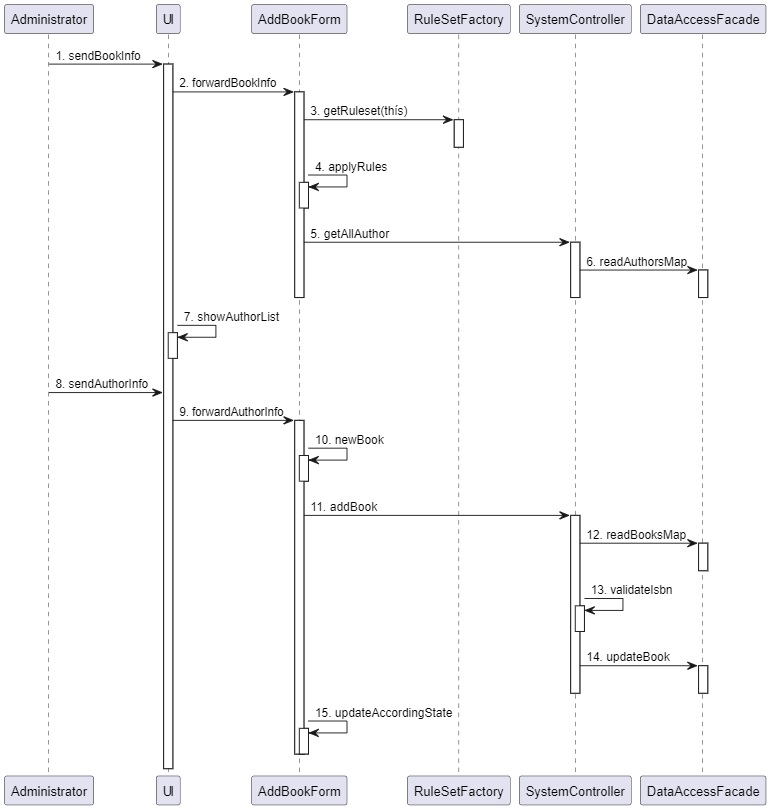 Administrator
UI
AddBookForm
RuleSetFactory
SystemController
DataAccessFacade
1. sendBookInfo
2. forwardBookInfo
3. getRuleset(thís)
4. applyRules
5. getAllAuthor
6. readAuthorsMap
7. showAuthorList
8. sendAuthorInfo
9. forwardAuthorInfo
10. newBook
11. addBook
12. readBooksMap
13. validateIsbn
14. updateBook
15. updateAccordingState
Administrator
UI
AddBookForm
RuleSetFactory
SystemController
DataAccessFacade